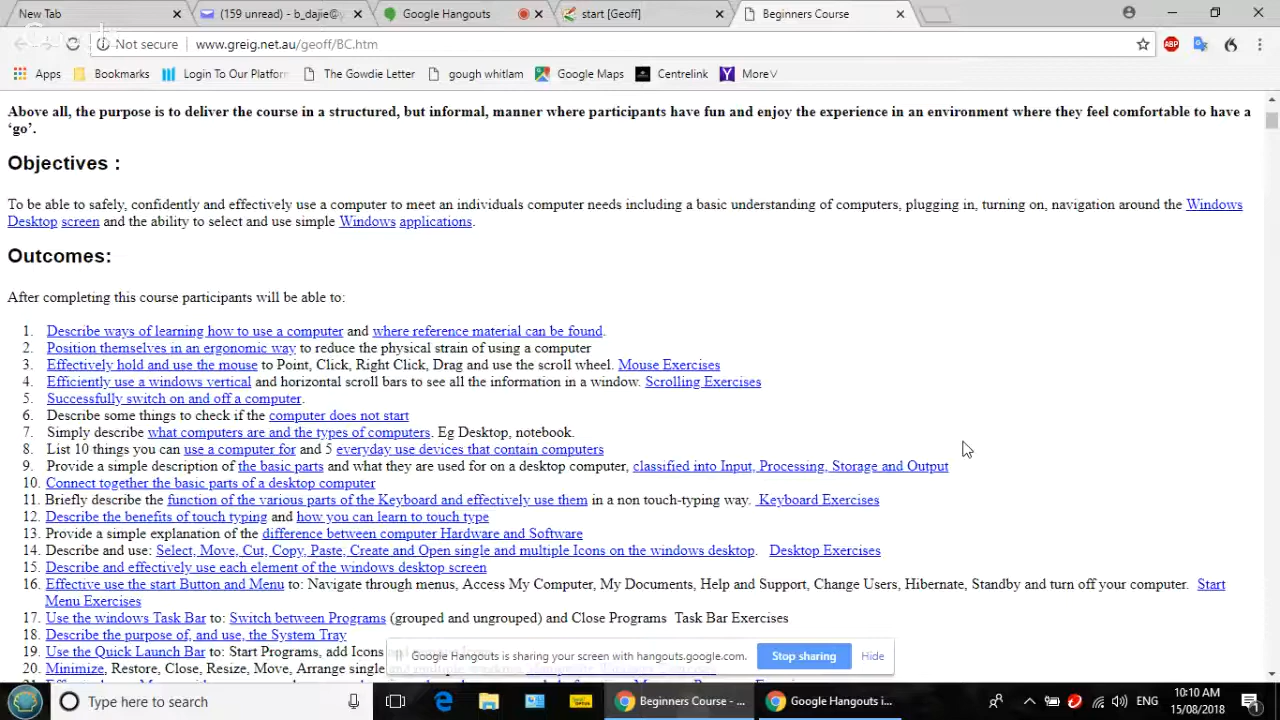 New Tab
(159 unread) - b_dajie@
Google Hangouts
start [Geoff]
Beginners Course
Not secure
www.greig.net.au/geoff/BC.htm
ABP
Apps
Bookmarks
Login To Our Platfor
The Gowdie Letter
gough whitlam
Google Maps
Centrelink
More
Above all, the purpose is to deliver the course in a structured, but informal, manner where participants have fun and enjoy the experience in an environment where they feel comfortable to have a
‘go’.
Objectives :
To be able to safely, confidently and effectively use a computer to meet an individuals computer needs including a basic understanding of computers, plugging in, turning on, navigation around the Windows
Desktop screen and the ability to select and use simple Windows applications.
Outcomes:
After completing this course participants will be able to:
1. Describe ways of learning how to use a computer and where reference material can be found.
2. Position themselves in an ergonomic way to reduce the physical strain of using a computer
3. Effectively hold and use the mouse to Point, Click, Right Click, Drag and use the scroll wheel. Mouse Exercises
4. Efficiently use a windows vertical and horizontal scroll bars to see all the information in a window. Scrolling Exercises
5. Successfully switch on and off a computer.
6. Describe some things to check if the computer does not start
7. Simply describe what computers are and the types of computers. Eg Desktop, notebook.
8. List 10 things you can use a computer for and 5 everyday use devices that contain computers
9. Provide a simple description of the basic parts and what they are used for on a desktop computer, classified into Input, Processing, Storage and Output
10. Connect together the basic parts of a desktop computer
11. Briefly describe the function of the various parts of the Keyboard and effectively use them in a non touch-typing way. Keyboard Exercises
12. Describe the benefits of touch typing and how you can learn to touch type
13. Provide a simple explanation of the difference between computer Hardware and Software
14. Describe and use: Select, Move, Cut, Copy, Paste, Create and Open single and multiple Icons on the windows desktop. Desktop Exercises
15. Describe and effectively use each element of the windows desktop screen
16. Effective use the start Button and Menu to: Navigate through menus, Access My Computer, My Documents, Help and Support, Change Users, Hibernate, Standby and turn off your computer. Start
Menu Exercises
17. Use the windows Task Bar to: Switch between Programs (grouped and ungrouped) and Close Programs Task Bar Exercises
18. Describe the purpose of, and use, the System Tray
19. Use the Quick Launch Bar to: Start Programs, add Icons
Google Hangouts is sharing your screen with hangouts.google.com.
Stop sharing
Hide
20. Minimize, Restore, Close, Resize, Move, Arrange single
Type here to search
Beginners Course - ...
Google Hangouts i...
ENG
10:10 AM
15/08/2018